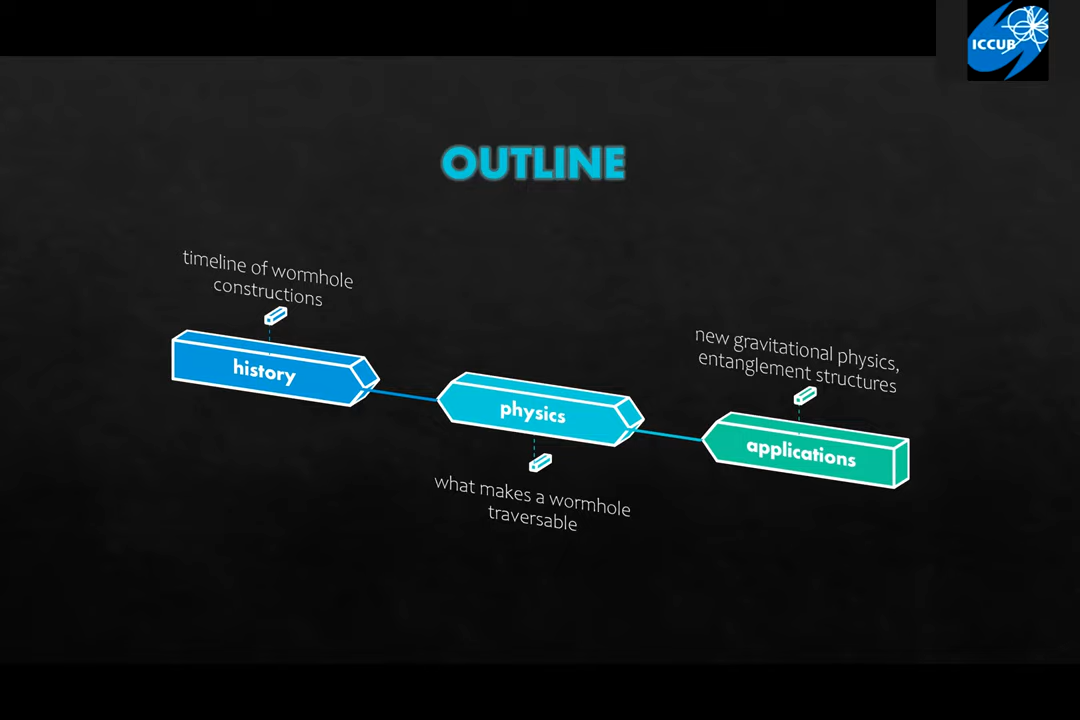 ICCUB
OUTLINE
timeline of wormhole
constructions
history
physics
what makes a wormhole
traversable
new gravitational physics,
entanglement structures
applications